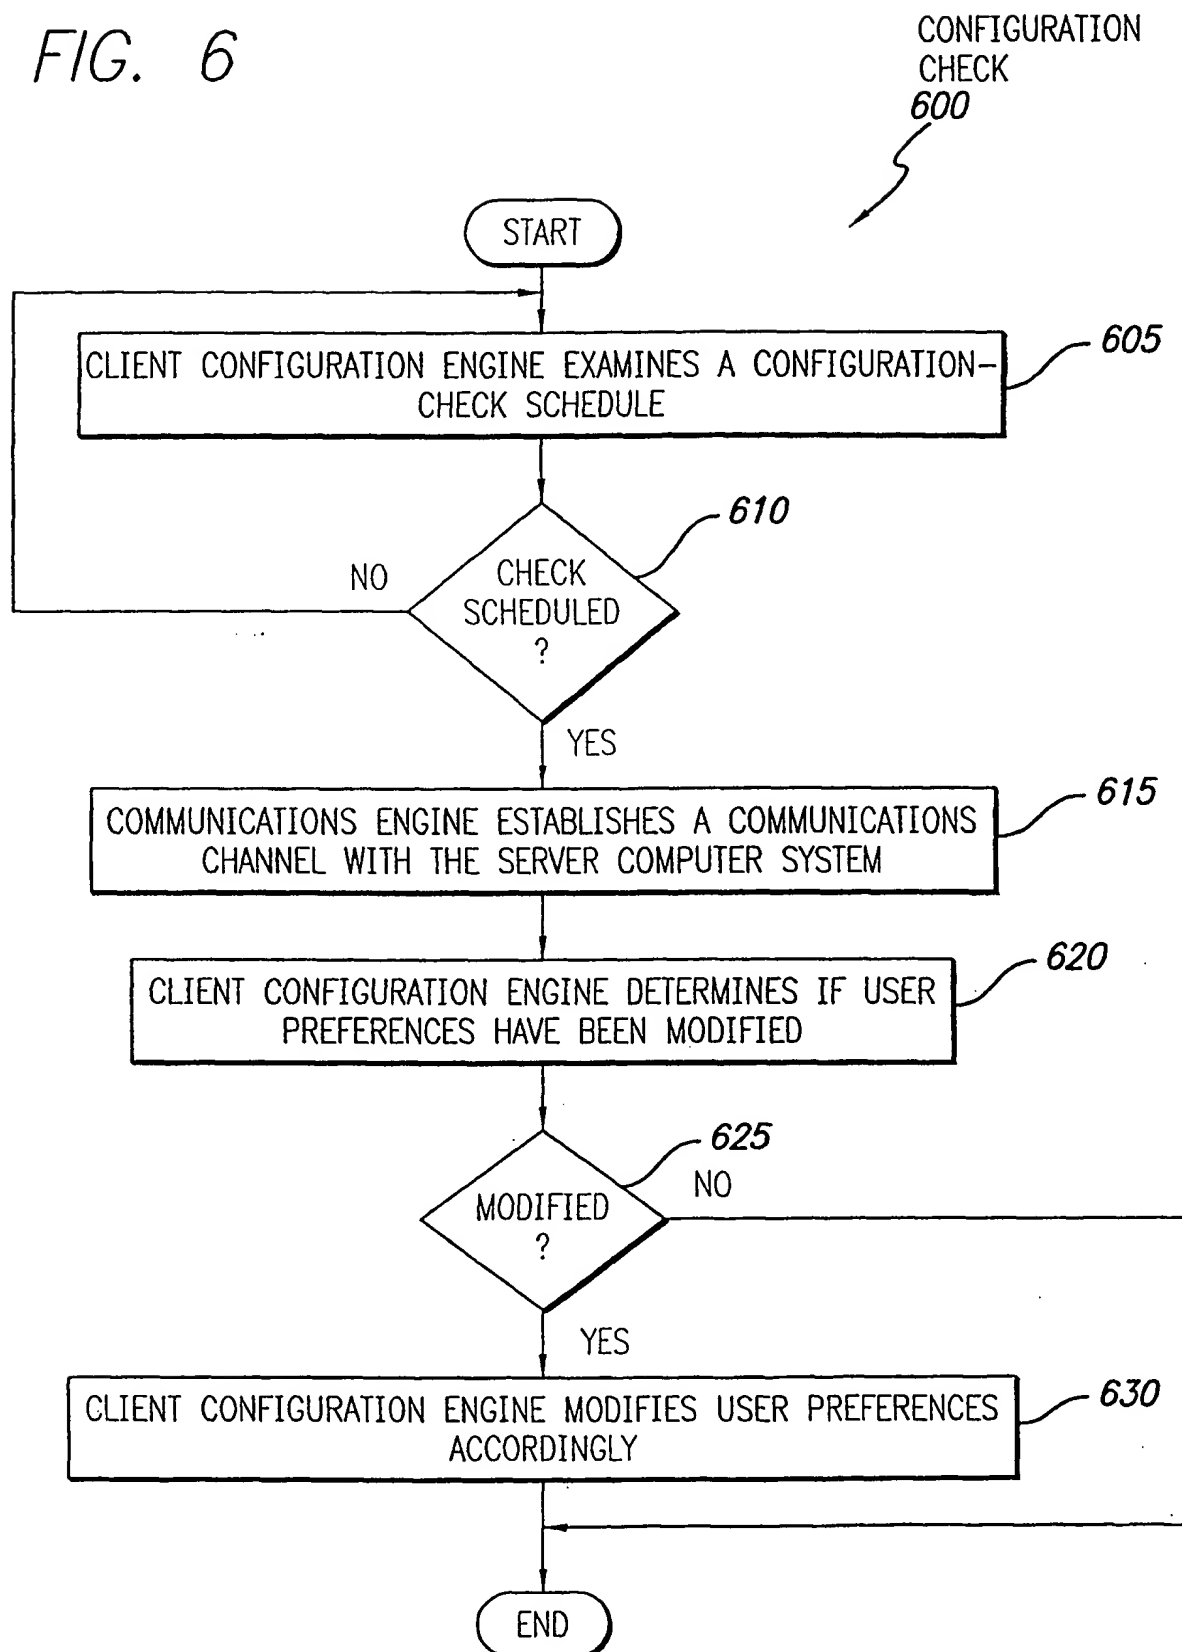 FIG. 6
CONFIGURATION
CHECK
600
START
605
CLIENT CONFIGURATION ENGINE EXAMINES A CONFIGURATION-
CHECK SCHEDULE
610
NO
CHECK
SCHEDULED
?
YES
615
COMMUNICATIONS ENGINE ESTABLISHES A COMMUNICATIONS
CHANNEL WITH THE SERVER COMPUTER SYSTEM
620
CLIENT CONFIGURATION ENGINE DETERMINES IF USER
PREFERENCES HAVE BEEN MODIFIED
625
NO
MODIFIED
?
YES
630
CLIENT CONFIGURATION ENGINE MODIFIES USER PREFERENCES
ACCORDINGLY
END